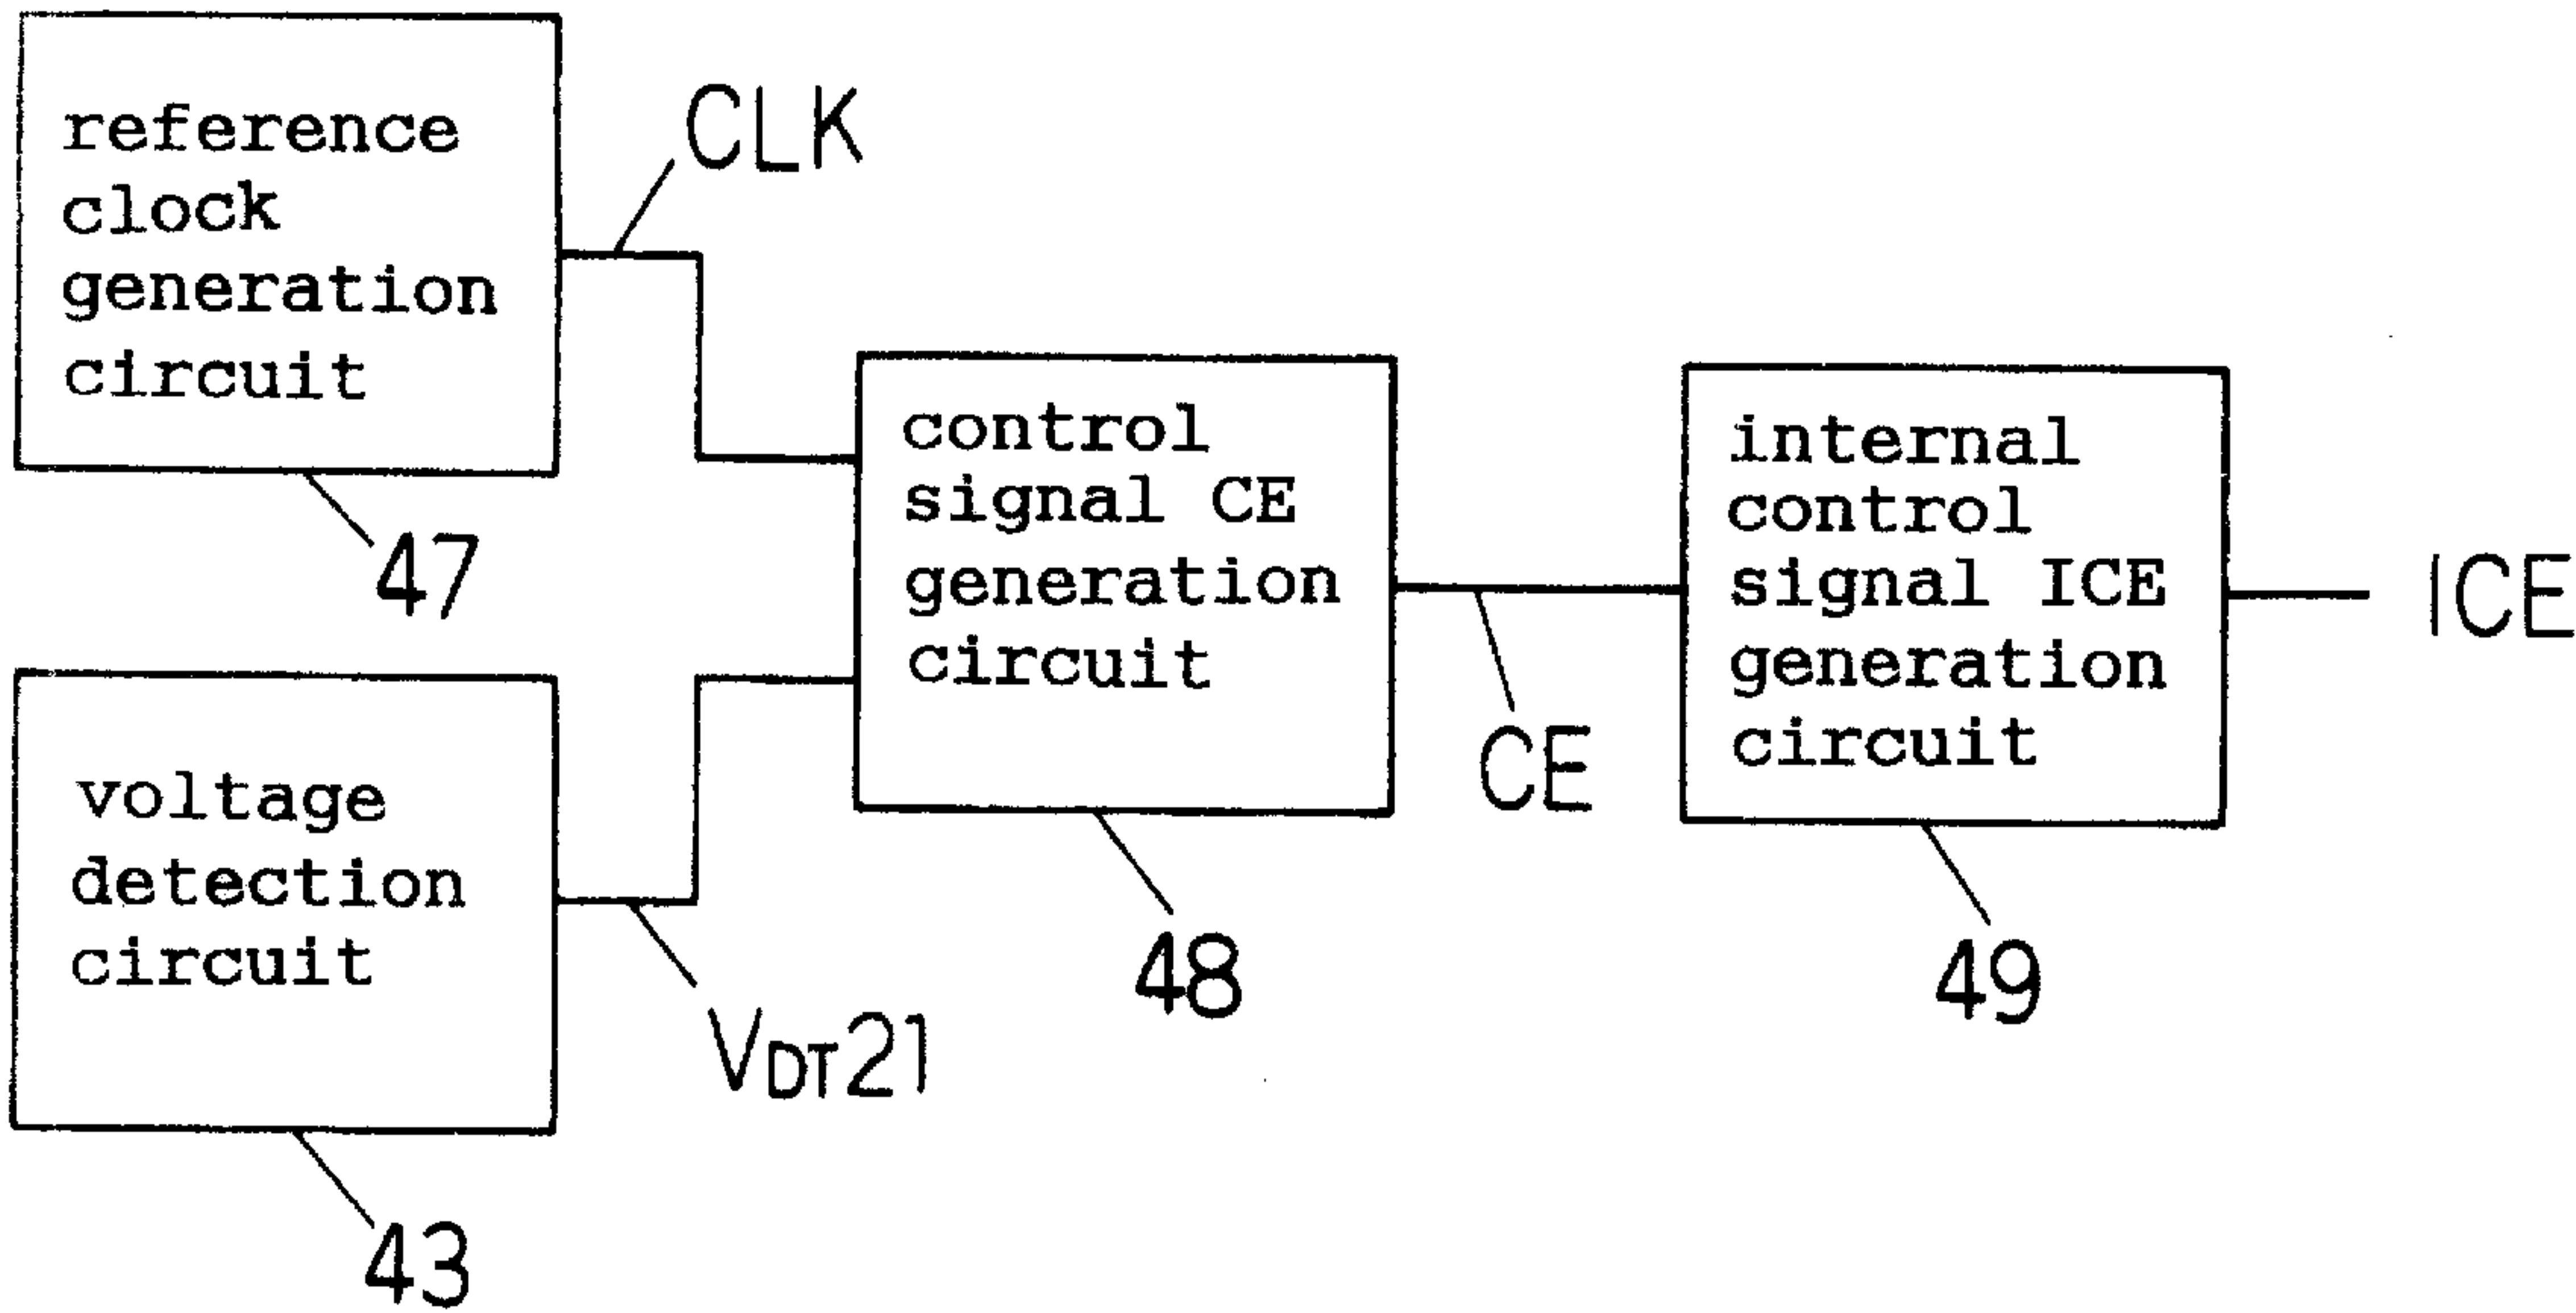 reference
clock
generation
circuit
CLK
47
voltage
detection
circuit
VDT21
43
control
signal CE
generation
circuit
48
CE
internal
control
signal ICE
generation
circuit
49
ICE